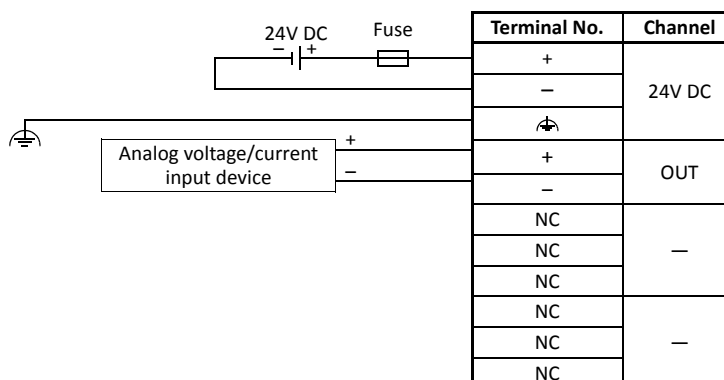 Terminal No. Channel
24V DC
Fuse
− +
+
−
24V DC
Analog voltage/current
input device
+
−
+
−
OUT
NC
NC
NC
—
NC
NC
NC
—